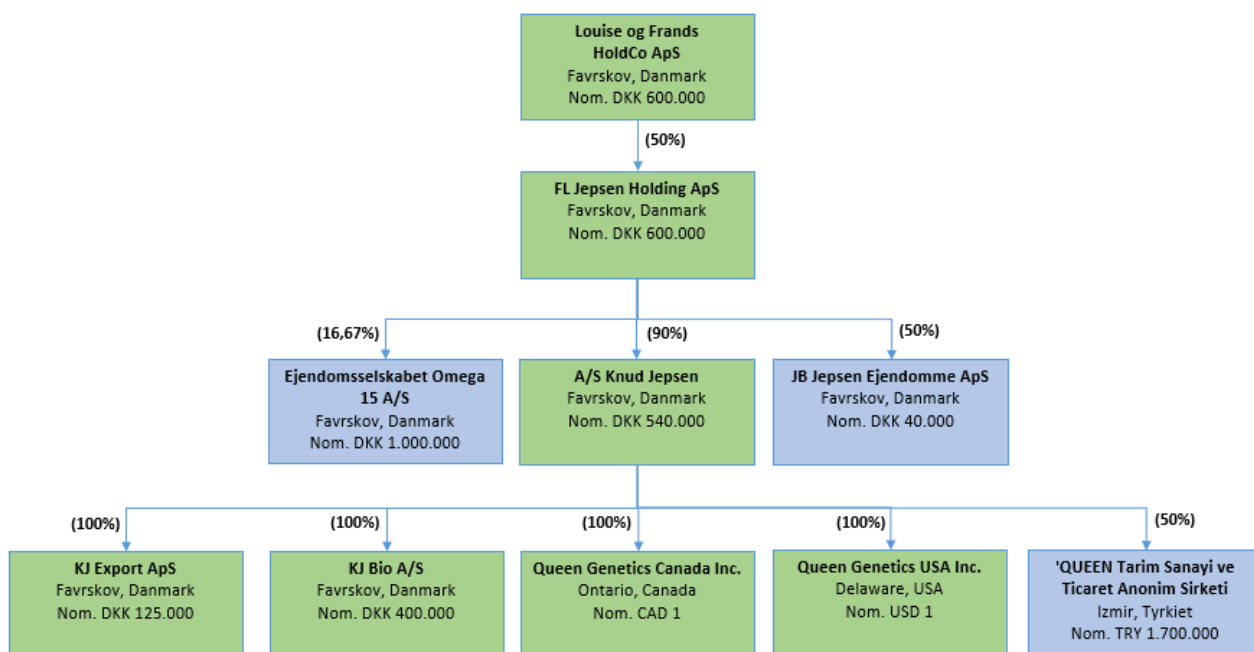 Louise og Frands
HoldCo ApS
Favrskov, Danmark
Nom. DKK 600.000
(50%)
FL Jepsen Holding ApS
Favrskov, Danmark
Nom. DKK 600.000
(16,67%)
(90%)
(50%)
Ejendomsselskabet Omega
15 A/S
Favrskov, Danmark
Nom. DKK 1.000.000
A/S Knud Jepsen
Favrskov, Danmark
Nom. DKK 540.000
JB Jepsen Ejendomme ApS
Favrskov, Danmark
Nom. DKK 40.000
(100%)
(100%)
(100%)
(100%)
(50%)
KJ Export ApS
Favrskov, Danmark
Nom. DKK 125.000
KJ Bio A/S
Favrskov, Danmark
Nom. DKK 400.000
Queen Genetics Canada Inc.
Ontario, Canada
Nom. CAD 1
Queen Genetics USA Inc.
Delaware, USA
Nom. USD 1
'QUEEN Tarim Sanayi ve
Ticaret Anonim Sirketi
Izmir, Tyrkiet
Nom. TRY 1.700.000